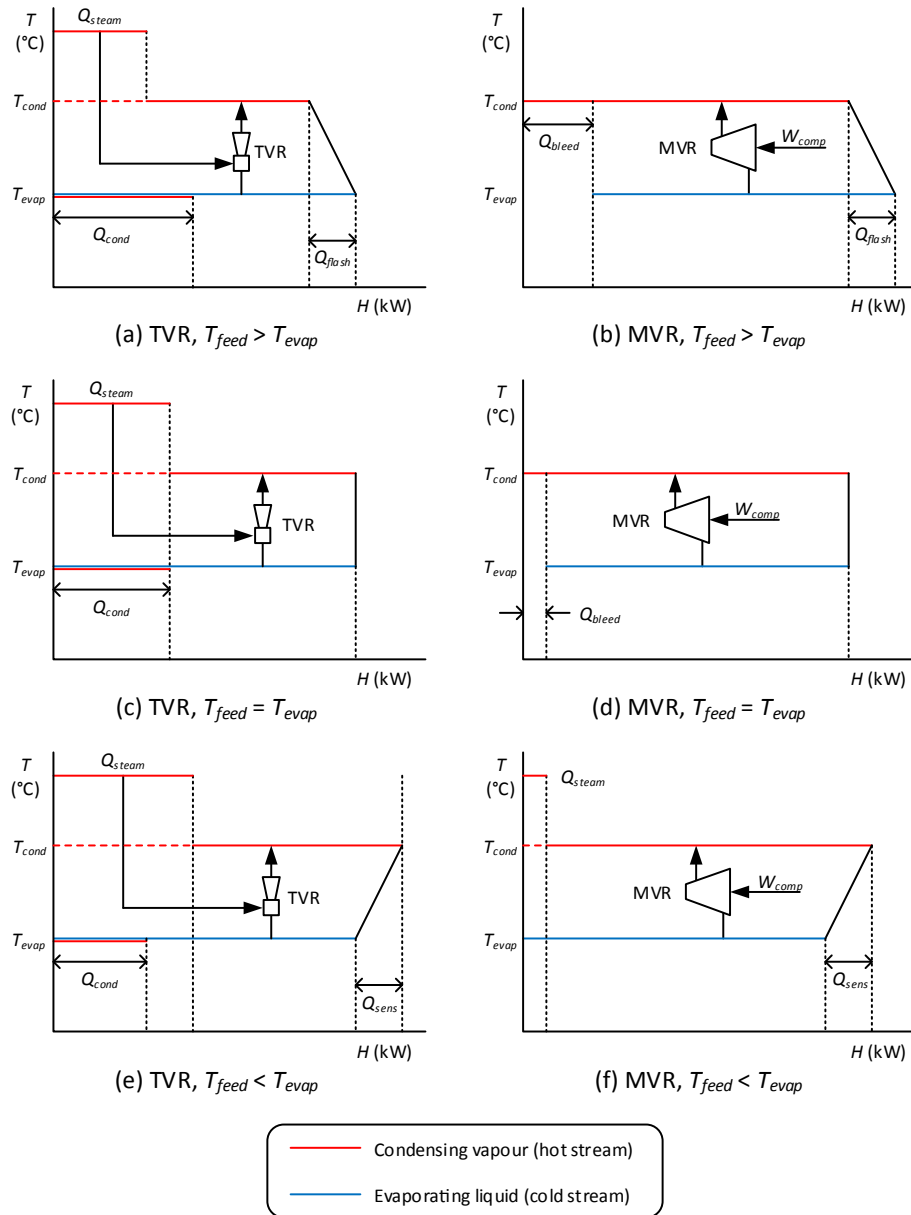 T
(°C)
Q_steam
T_cond
TVR
T_evap
Q_cond
Q_flash
H (kW)
(a) TVR, T_feed > T_evap
T
(°C)
T_cond
Q_bleed
MVR
W_comp
T_evap
Q_flash
H (kW)
(b) MVR, T_feed > T_evap
T
(°C)
Q_steam
T_cond
TVR
T_evap
Q_cond
H (kW)
(c) TVR, T_feed = T_evap
T
(°C)
T_cond
MVR
W_comp
T_evap
Q_bleed
H (kW)
(d) MVR, T_feed = T_evap
T
(°C)
Q_steam
T_cond
TVR
T_evap
Q_cond
Q_sens
H (kW)
(e) TVR, T_feed < T_evap
T
(°C)
Q_steam
T_cond
MVR
W_comp
T_evap
Q_sens
H (kW)
(f) MVR, T_feed < T_evap
Condensing vapour (hot stream)
Evaporating liquid (cold stream)